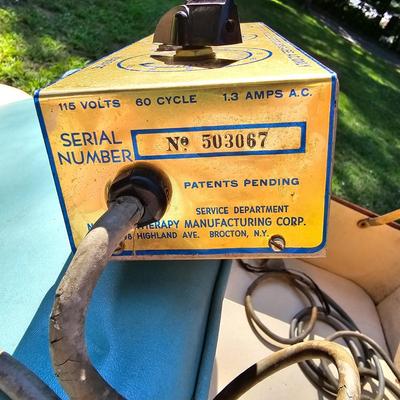 115 VOLTS 60 CYCLE 1.3 AMPS A.C.
SERIAL NUMBER
Nº 503067
PATENTS PENDING
SERVICE DEPARTMENT
THERAPY MANUFACTURING CORP.
HIGHLAND AVE. BROCTON, N.Y.